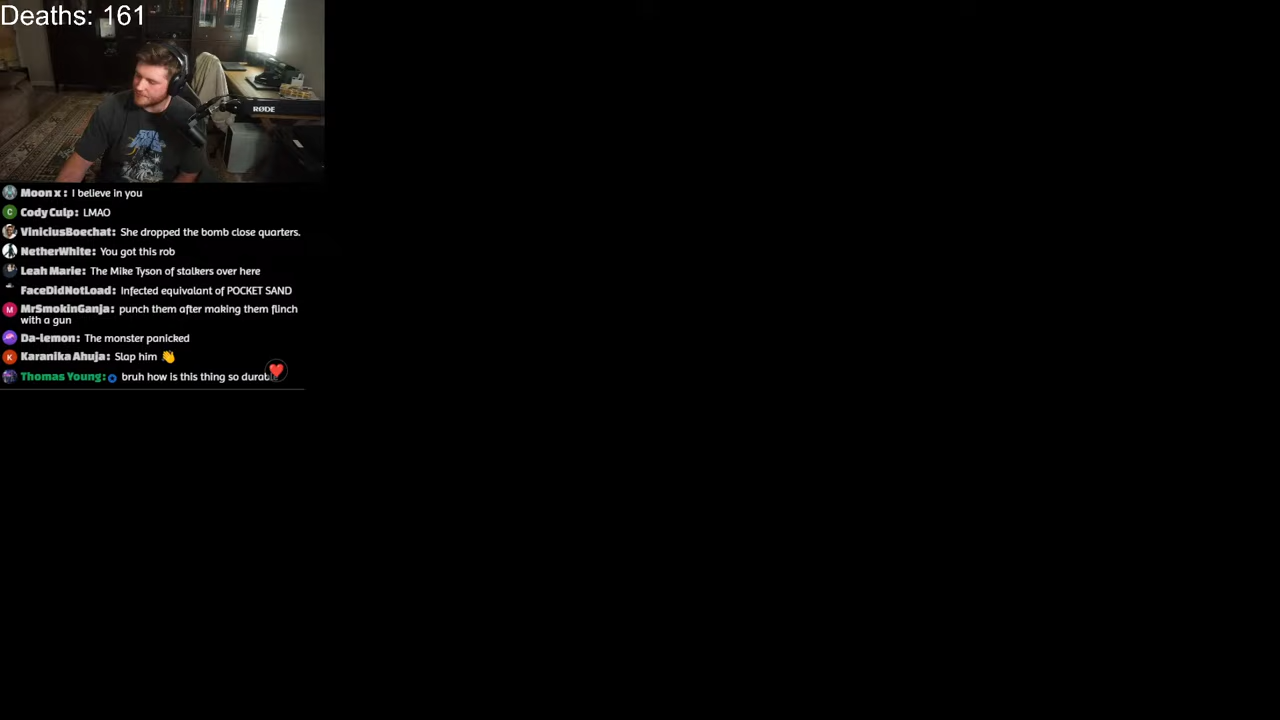 Deaths: 161
RØDE
Moon x : I believe in you
Cody Culp : LMAO
ViniciusBoechat : She dropped the bomb close quarters.
NetherWhite : You got this rob
Leah Marie : The Mike Tyson of stalkers over here
FaceDidNotLoad : Infected equivalant of POCKET SAND
MrSmokinGanja : punch them after making them flinch
with a gun
Da-lemon : The monster panicked
Karanika Ahuja : Slap him 👋
Thomas Young : bruh how is this thing so